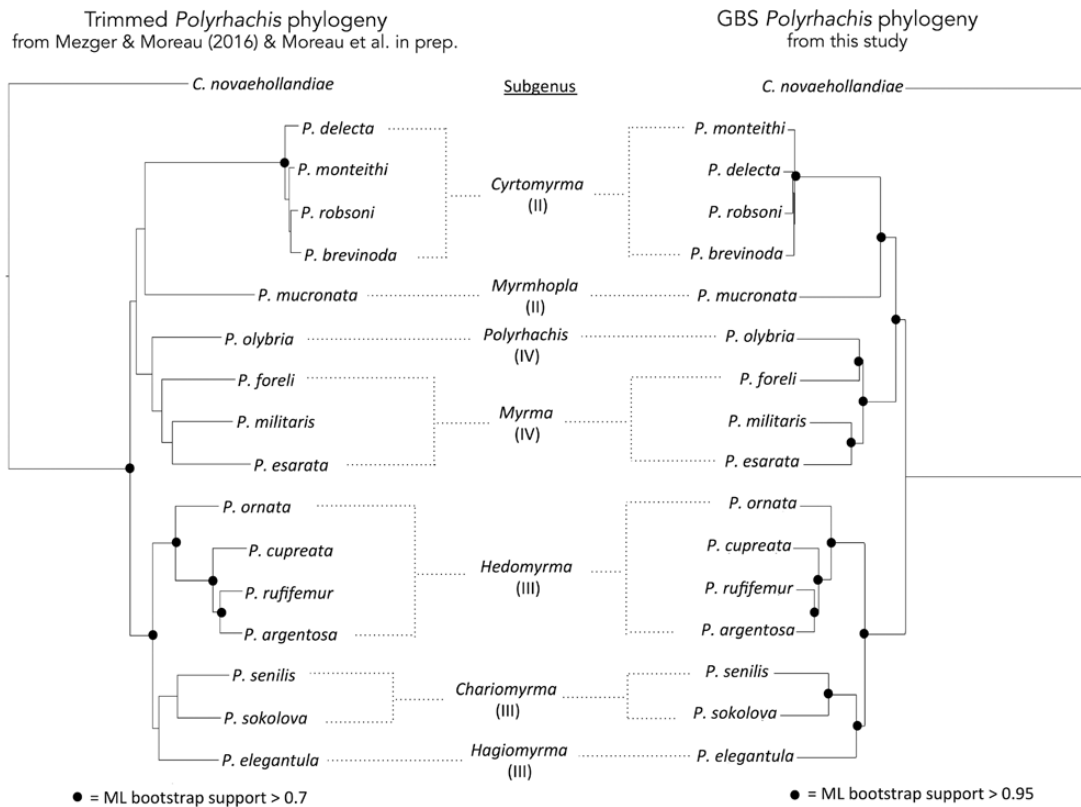 Trimmed Polyrhachis phylogeny
from Mezger & Moreau (2016) & Moreau et al. in prep.
GBS Polyrhachis phylogeny
from this study
C. novaehollandiae
Subgenus
C. novaehollandiae
P. delecta
P. monteithi
P. robsoni
P. brevinoda
Cyrtomyrma
(II)
P. monteithi
P. delecta
P. robsoni
P. brevinoda
P. mucronata
Myrmhopla
(II)
P. mucronata
P. olybria
Polyrhachis
(IV)
P. olybria
P. foreli
P. militaris
P. esarata
Myrma
(IV)
P. foreli
P. militaris
P. esarata
P. ornata
P. cupreata
P. rufifemur
P. argentosa
Hedomyrma
(III)
P. ornata
P. cupreata
P. rufifemur
P. argentosa
P. senilis
P. sokolova
Chariomyrma
(III)
P. senilis
P. sokolova
P. elegantula
Hagiomyrma
(III)
P. elegantula
= ML bootstrap support > 0.7
= ML bootstrap support > 0.95